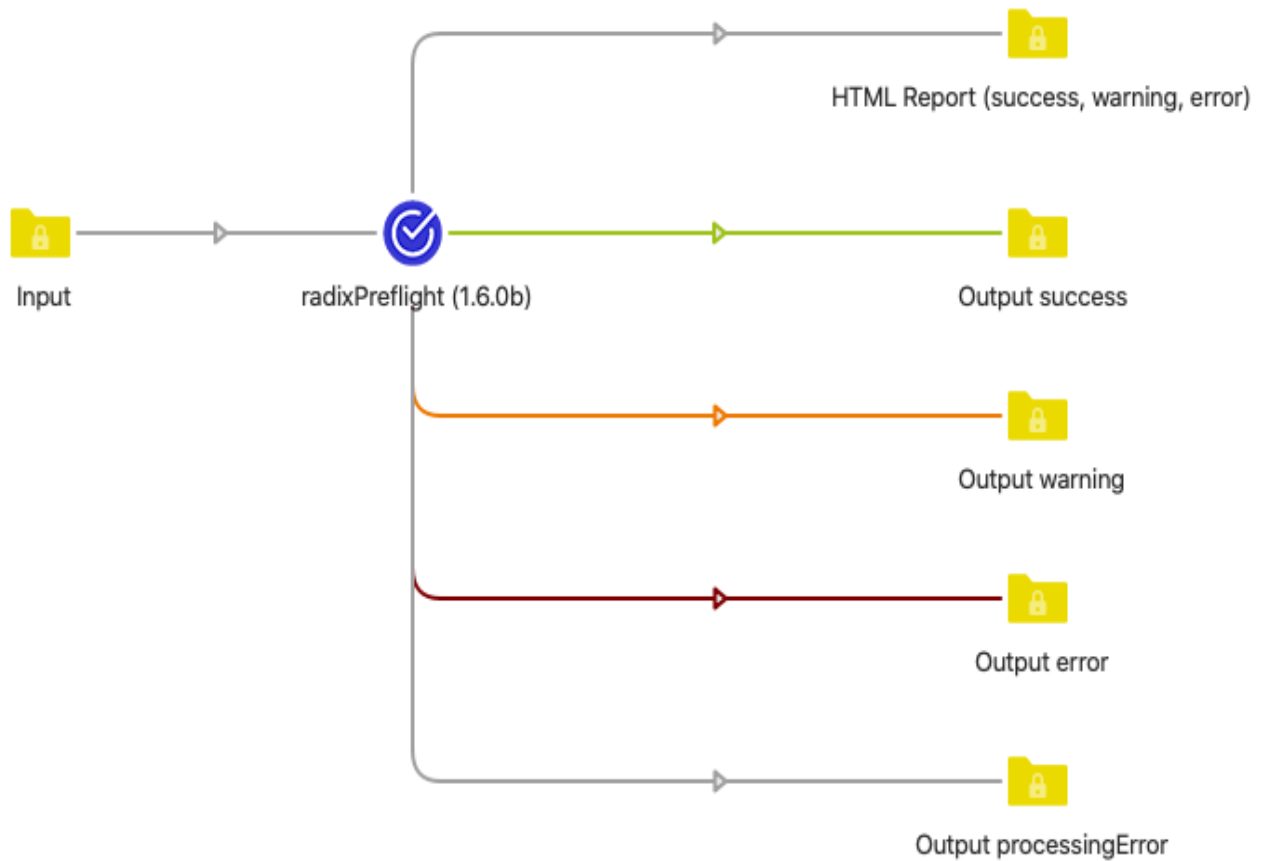 HTML Report (success, warning, error)
Input
radixPreflight (1.6.0b)
Output success
Output warning
Output error
Output processingError